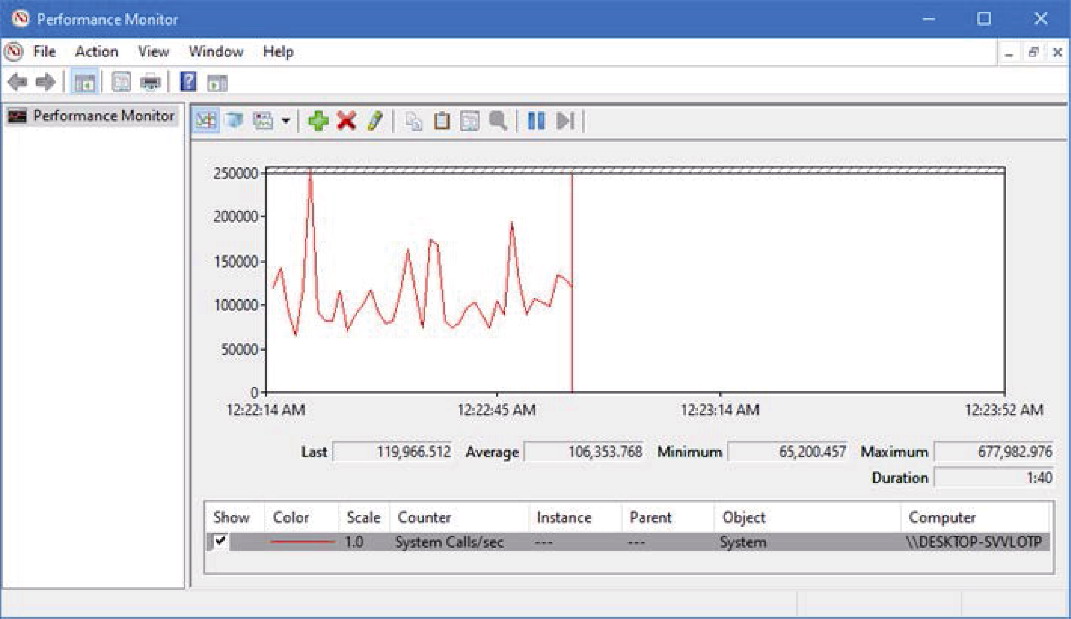 Performance Monitor
File Action View Window Help
Performance Monitor
250000
200000
150000
100000
50000
0
12:22:14 AM 12:22:45 AM 12:23:14 AM 12:23:52 AM
Last 119,966.512 Average 106,353.768 Minimum 65,200.457 Maximum 677,982.976
Duration 1:40
Show Color Scale Counter Instance Parent Object Computer
1.0 System Calls/sec --- --- System \\DESKTOP-SVVLOTP